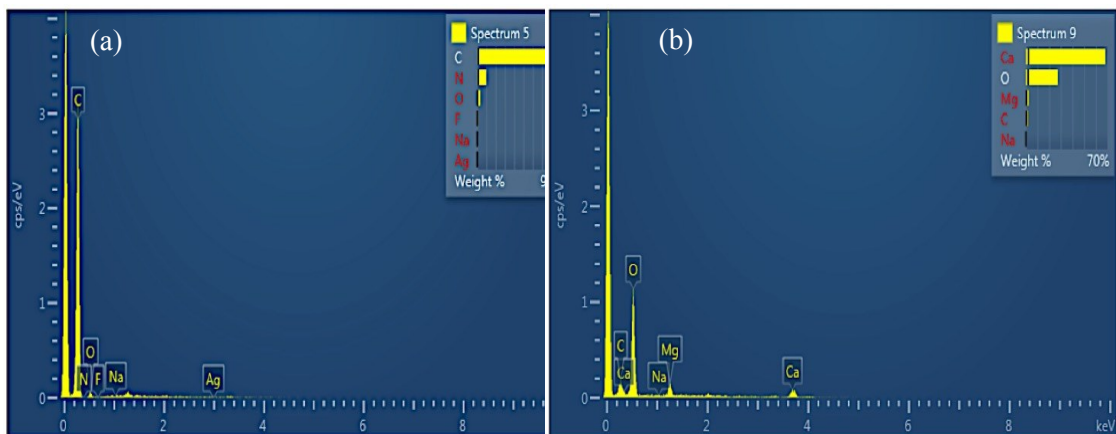 (a)
Spectrum 5
C
N
O
F
Na
Ag
Weight % 9
cps/eV
3
2
1
0
C
O
N
F
Na
Ag
0 2 4 6 8
(b)
Spectrum 9
Ca
O
Mg
C
Na
Weight % 70%
cps/eV
3
2
1
0
O
C
Ca
Na
Mg
Ca
0 2 4 6 8 keV